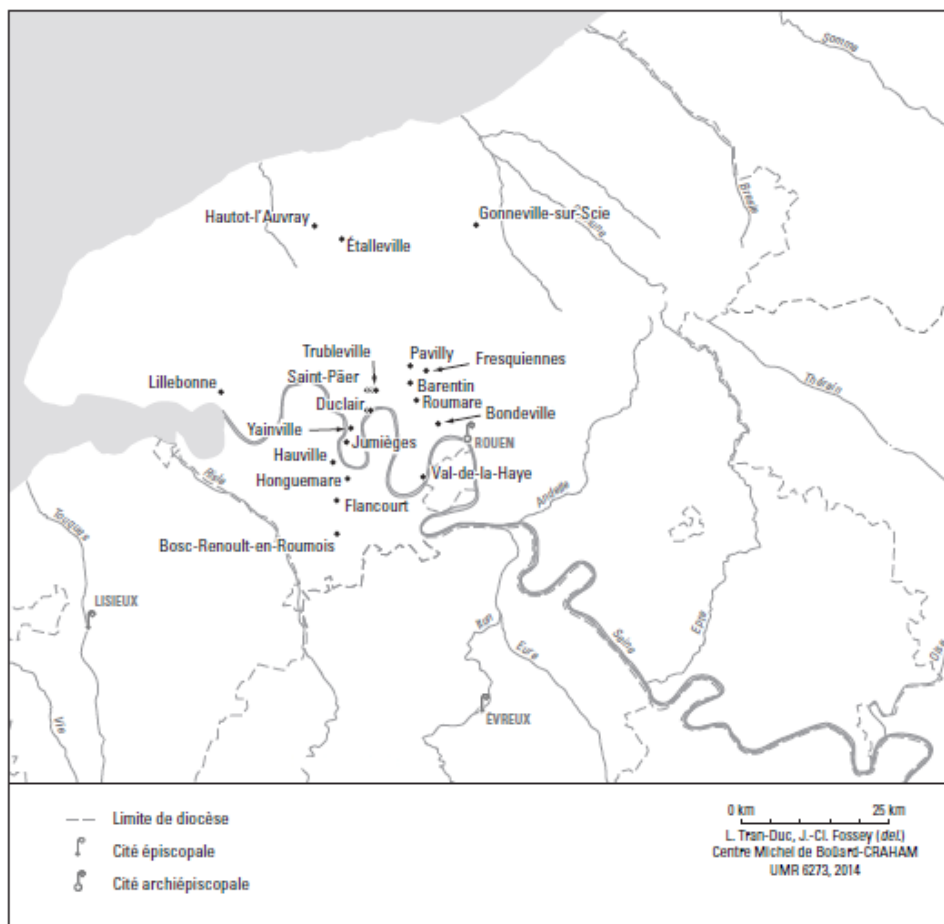 Somme
Bresle
Hautot-l'Auvray
Gonneville-sur-Scie
Étalleville
Trubleville
Pavilly
Fresquiennes
Saint-Päer
Lillebonne
Barentin
Duclair
Roumare
Bondeville
Yainville
Jumièges
ROUEN
Hauville
Val-de-la-Haye
Honguemare
Flancourt
Bosc-Renoult-en-Roumois
Thérain
Risle
Andelle
Touques
LISIEUX
Iton
Eure
Seine
Epte
Oise
Vie
ÉVREUX
Limite de diocèse
Cité épiscopale
Cité archiépiscopale
0 km 25 km
L. Tran-Duc, J.-Cl. Fossey (del.)
Centre Michel de Boüard-CRAHAM
UMR 6273, 2014